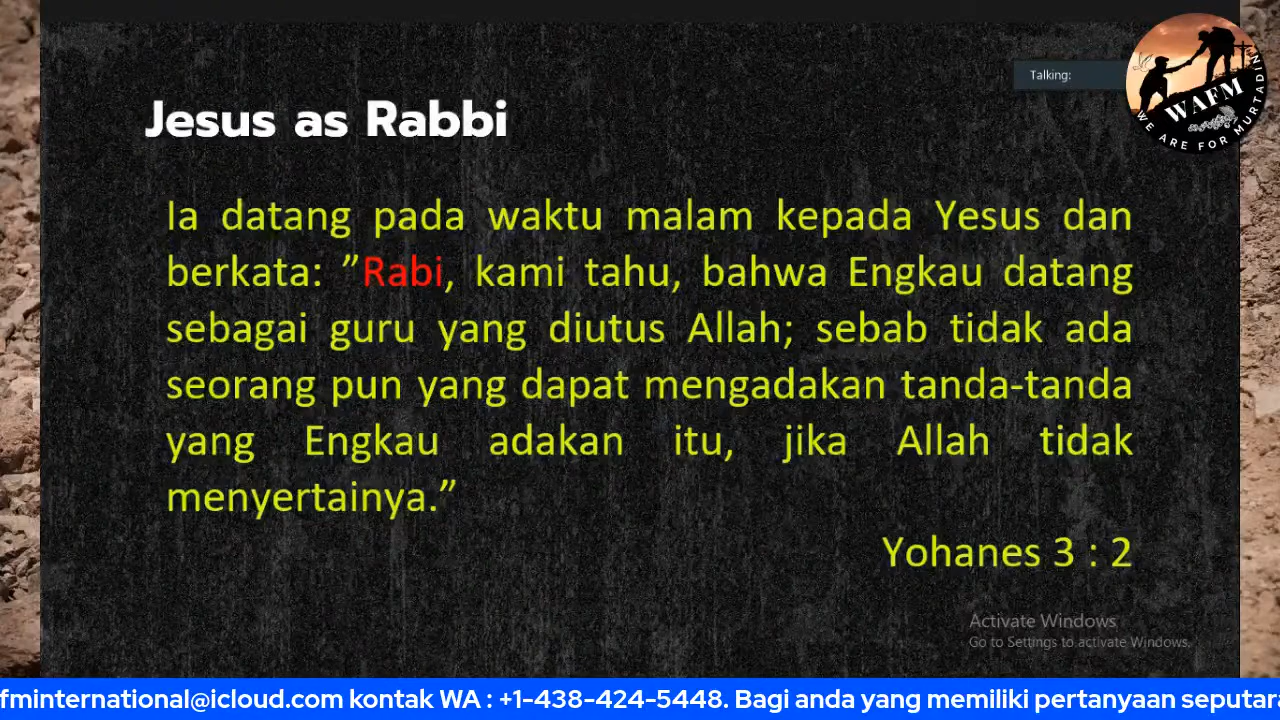 Talking:
WAFM
WE ARE FOR MURTADIN
Jesus as Rabbi
Ia datang pada waktu malam kepada Yesus dan
berkata: ”Rabi, kami tahu, bahwa Engkau datang
sebagai guru yang diutus Allah; sebab tidak ada
seorang pun yang dapat mengadakan tanda-tanda
yang Engkau adakan itu, jika Allah tidak
menyertainya.”
Yohanes 3 : 2
Activate Windows
Go to Settings to activate Windows.
fminternational@icloud.com kontak WA : +1-438-424-5448. Bagi anda yang memiliki pertanyaan seputar